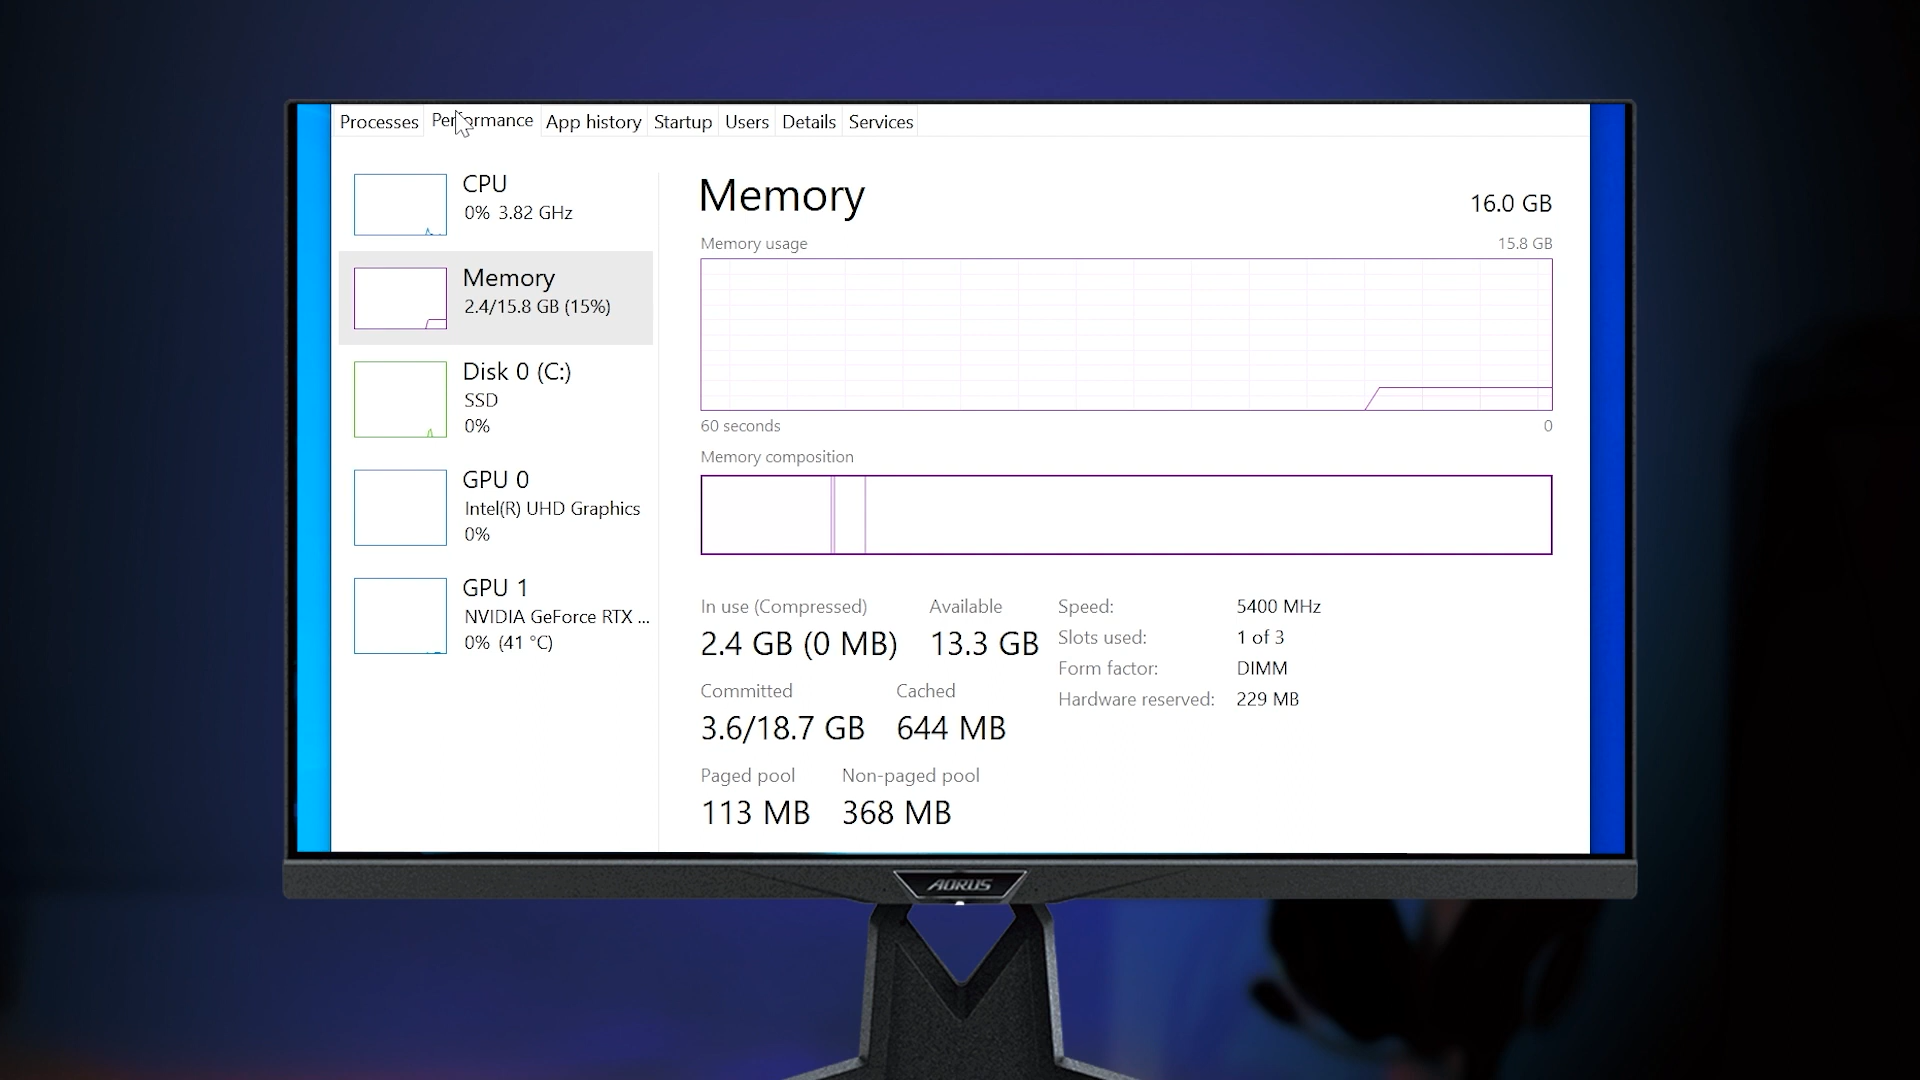 Processes Performance App history Startup Users Details Services
CPU
0% 3.82 GHz
Memory
2.4/15.8 GB (15%)
Disk 0 (C:)
SSD
0%
GPU 0
Intel(R) UHD Graphics
0%
GPU 1
NVIDIA GeForce RTX ...
0% (41 °C)
Memory
16.0 GB
Memory usage
15.8 GB
60 seconds
0
Memory composition
In use (Compressed)
2.4 GB (0 MB)
Available
13.3 GB
Committed
3.6/18.7 GB
Cached
644 MB
Paged pool
113 MB
Non-paged pool
368 MB
Speed: 5400 MHz
Slots used: 1 of 3
Form factor: DIMM
Hardware reserved: 229 MB
AORUS